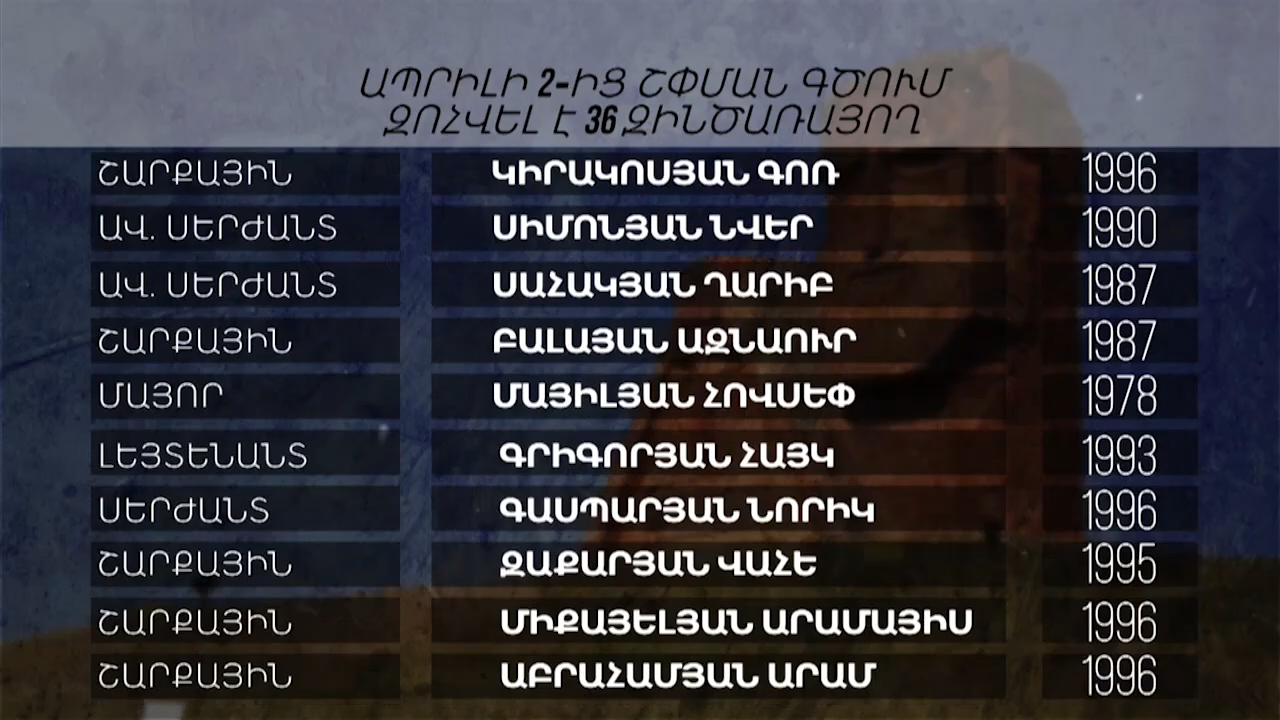 ԱՊՐԻԼԻ 2-ԻՑ ՇՓՄԱՆ ԳԾՈՒՄ
ԶՈՀՎԵԼ Է 36 ԶԻՆԾԱՌԱՅՈՂ
ՇԱՐՔԱՅԻՆ ԿԻՐԱԿՈՍՅԱՆ ԳՈՌ 1996
ԱՎ. ՍԵՐԺԱՆՏ ՍԻՄՈՆՅԱՆ ՆՎԵՐ 1990
ԱՎ. ՍԵՐԺԱՆՏ ՍԱՀԱԿՅԱՆ ՂԱՐԻԲ 1987
ՇԱՐՔԱՅԻՆ ԲԱԼԱՅԱՆ ԱԶՆԱՈՒՐ 1987
ՄԱՅՈՐ ՄԱՅԻԼՅԱՆ ՀՈՎՍԵՓ 1978
ԼԵՅՏԵՆԱՆՏ ԳՐԻԳՈՐՅԱՆ ՀԱՅԿ 1993
ՍԵՐԺԱՆՏ ԳԱՍՊԱՐՅԱՆ ՆՈՐԻԿ 1996
ՇԱՐՔԱՅԻՆ ԶԱՔԱՐՅԱՆ ՎԱՀԵ 1995
ՇԱՐՔԱՅԻՆ ՄԻՔԱՅԵԼՅԱՆ ԱՐԱՄԱՅԻՍ 1996
ՇԱՐՔԱՅԻՆ ԱԲՐԱՀԱՄՅԱՆ ԱՐԱՄ 1996